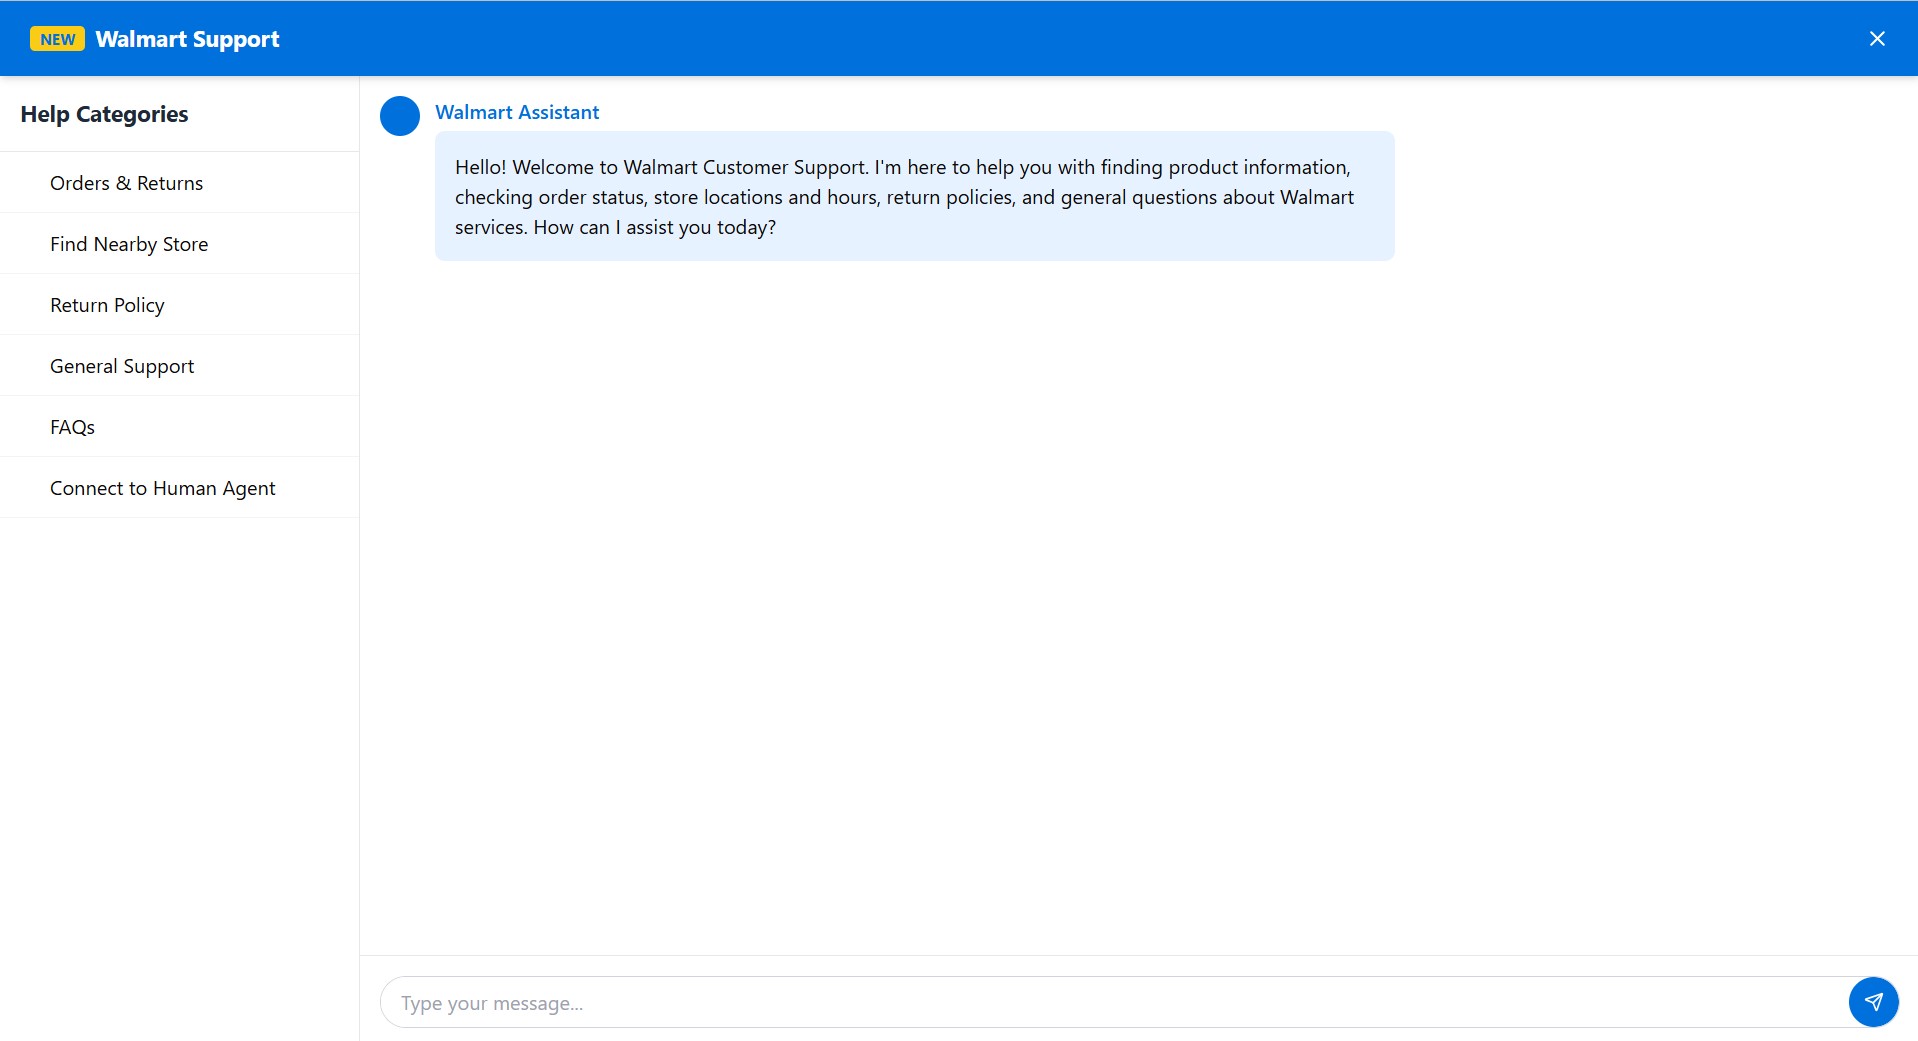 NEW Walmart Support
Help Categories
Orders & Returns
Find Nearby Store
Return Policy
General Support
FAQs
Connect to Human Agent
Walmart Assistant
Hello! Welcome to Walmart Customer Support. I'm here to help you with finding product information,
checking order status, store locations and hours, return policies, and general questions about Walmart
services. How can I assist you today?
Type your message...